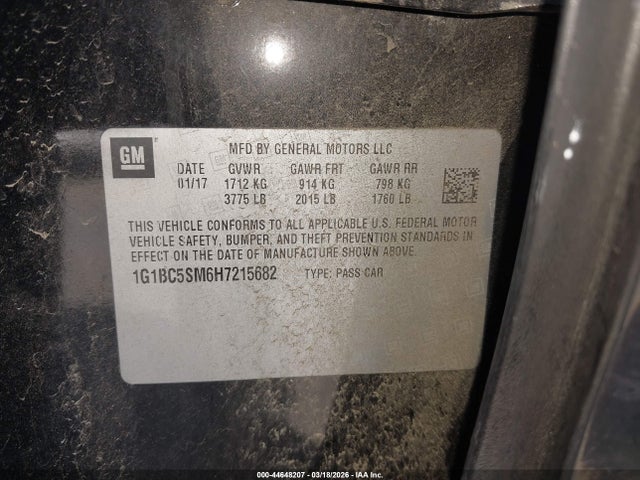 GM
MFD BY GENERAL MOTORS LLC
DATE GVWR GAWR FRT GAWR RR
01/17 1712 KG 914 KG 798 KG
3775 LB 2015 LB 1760 LB
THIS VEHICLE CONFORMS TO ALL APPLICABLE U.S. FEDERAL MOTOR
VEHICLE SAFETY, BUMPER, AND THEFT PREVENTION STANDARDS IN
EFFECT ON THE DATE OF MANUFACTURE SHOWN ABOVE.
1G1BC5SM6H7215682 TYPE: PASS CAR
000-44648207 - 03/18/2026 - IAA Inc.